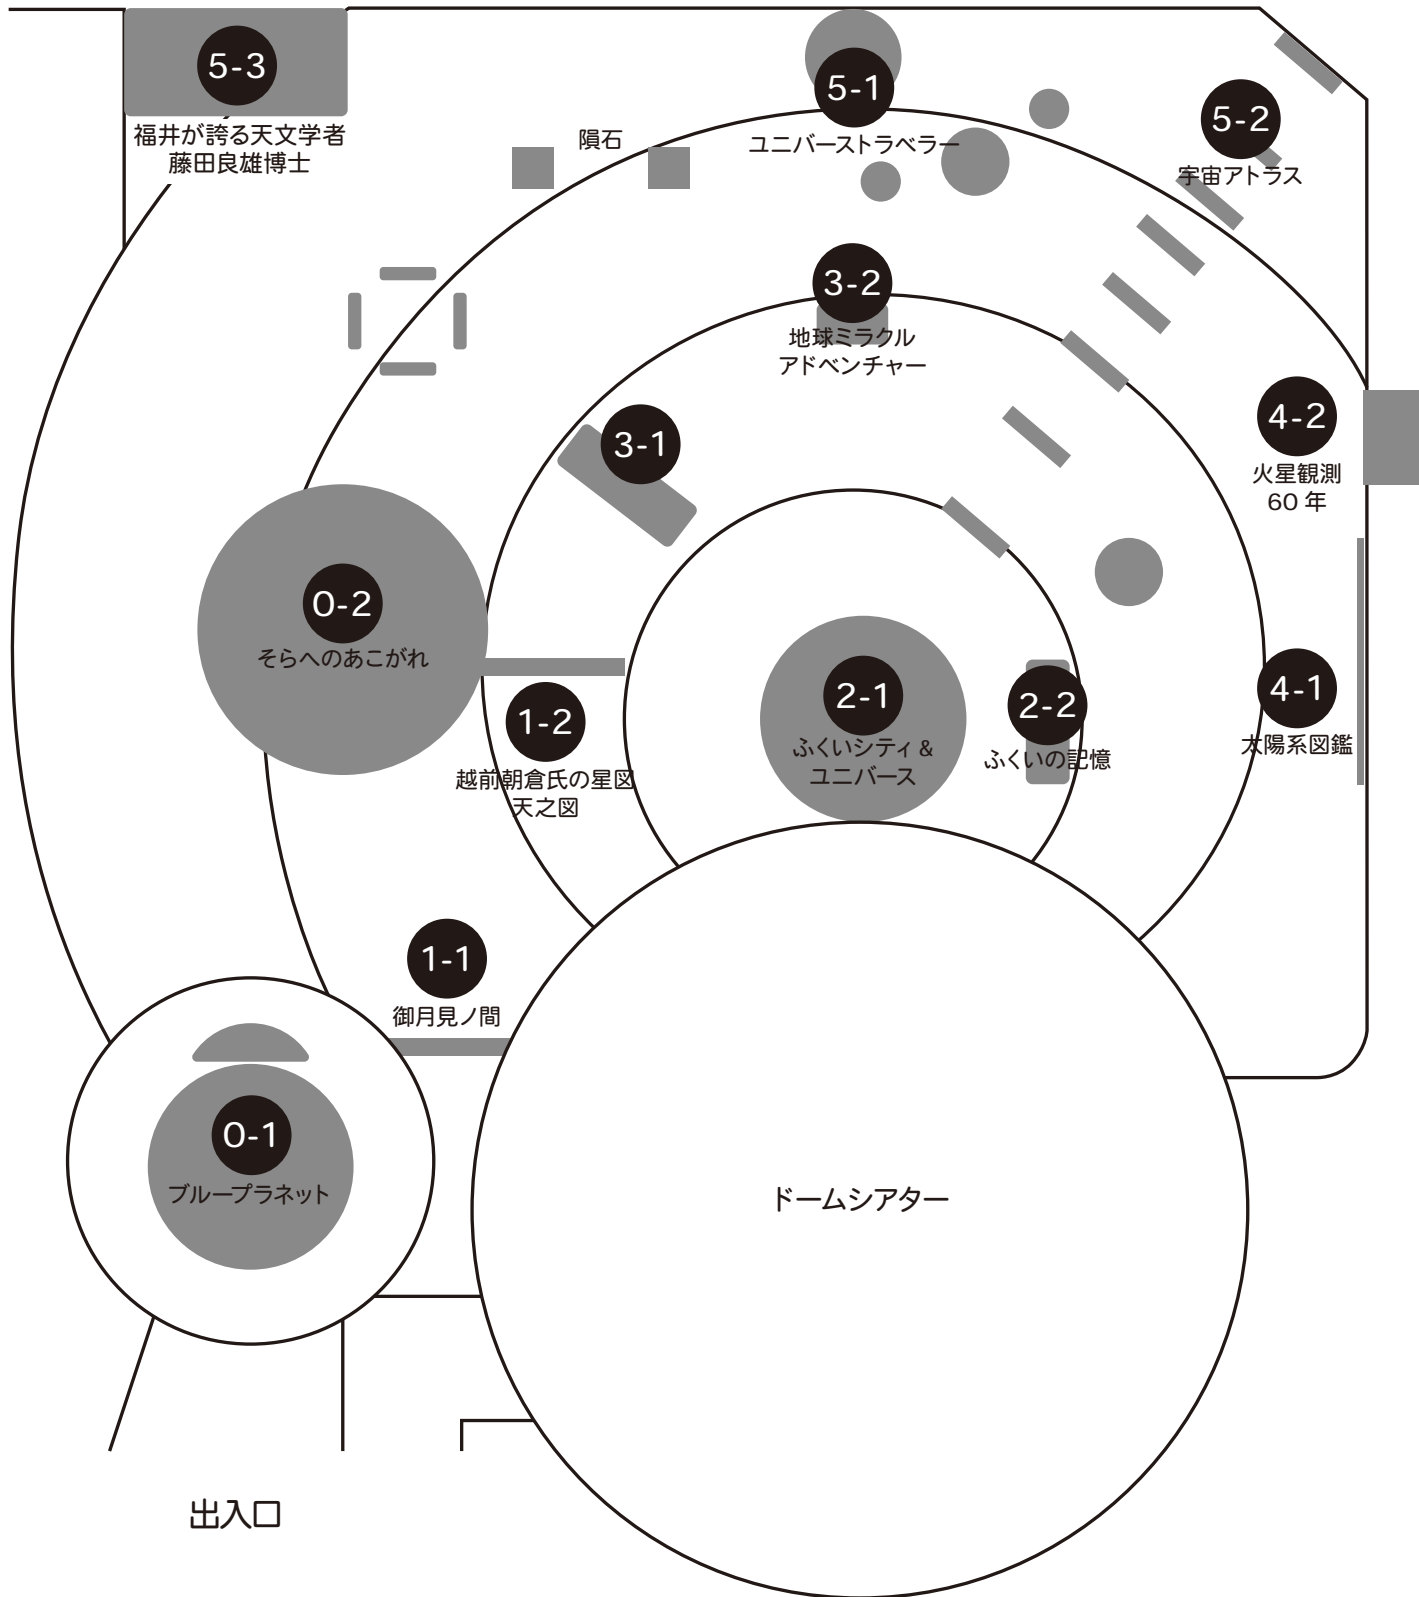 5-3
福井が誇る天文学者
藤田良雄博士
隕石
5-1
ユニバーストラベラー
5-2
宇宙アトラス
3-2
地球ミラクル
アドベンチャー
3-1
4-2
火星観測
60 年
0-2
そらへのあこがれ
1-2
越前朝倉氏の星図
天之図
2-1
ふくいシティ &
ユニバース
2-2
ふくいの記憶
4-1
太陽系図鑑
1-1
御月見ノ間
0-1
ブループラネット
ドームシアター
出入口